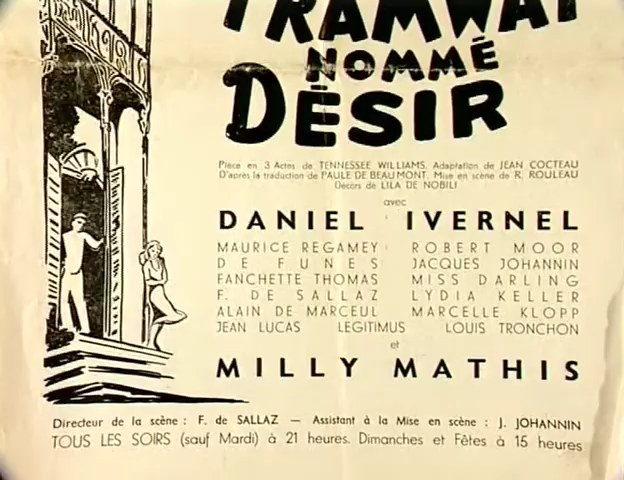 TRAMWAY
NOMMÉ
DÉSIR
Pièce en 3 Actes de TENNESSEE WILLIAMS. Adaptation de JEAN COCTEAU
D'après la traduction de PAULE DE BEAUMONT. Mise en scène de R. ROULEAU
Décors de LILA DE NOBILI
avec
DANIEL IVERNEL
MAURICE REGAMEY ROBERT MOOR
DE FUNES JACQUES JOHANNIN
FANCHETTE THOMAS MISS DARLING
F. DE SALLAZ LYDIA KELLER
ALAIN DE MARCEUL MARCELLE KLOPP
JEAN LUCAS LEGITIMUS LOUIS TRONCHON
et
MILLY MATHIS
Directeur de la scène : F. de SALLAZ — Assistant à la Mise en scène : J. JOHANNIN
TOUS LES SOIRS (sauf Mardi) à 21 heures. Dimanches et Fêtes à 15 heures